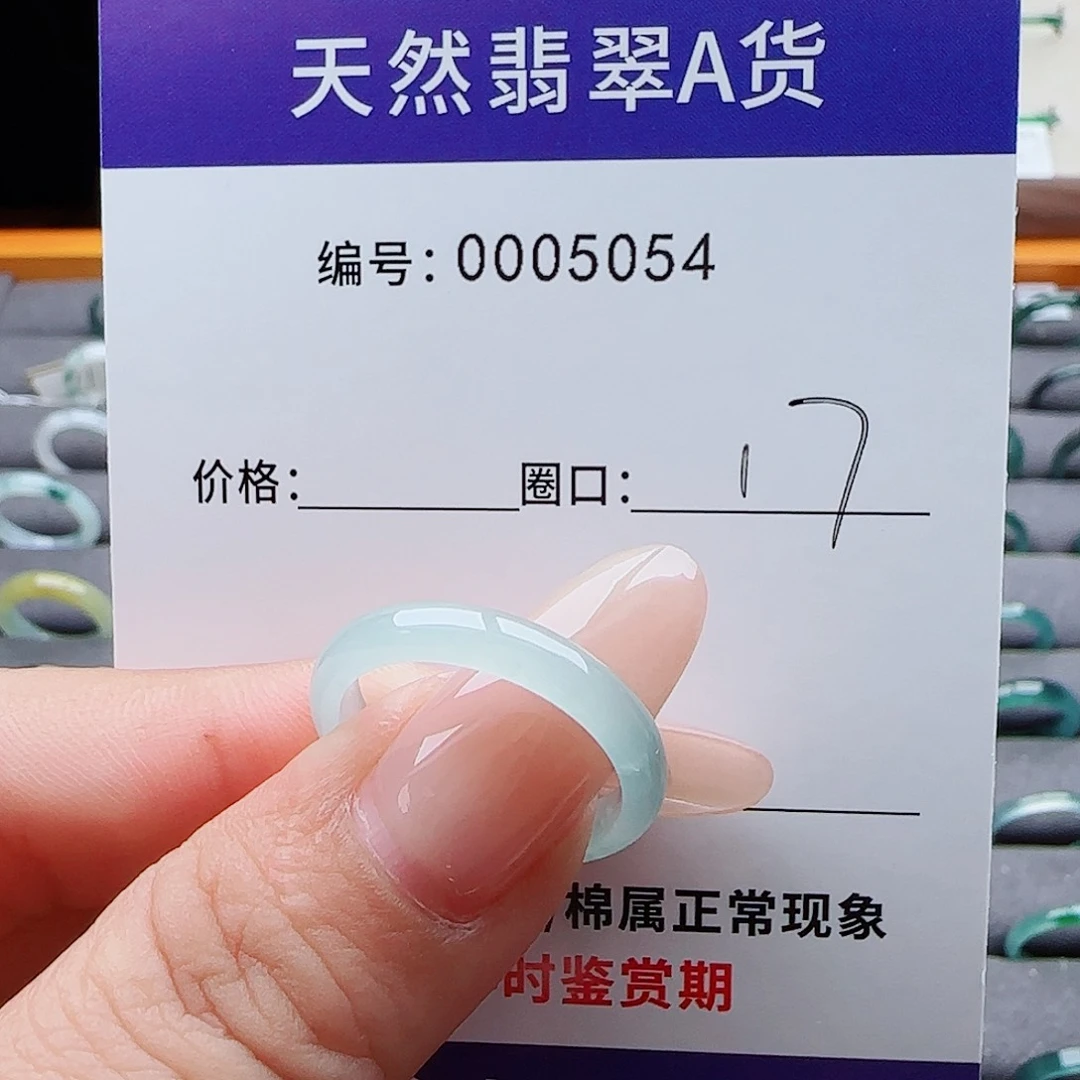 天然翡翠A货
编号：0005054
价格： 圈口：17
棉属正常现象
时鉴赏期